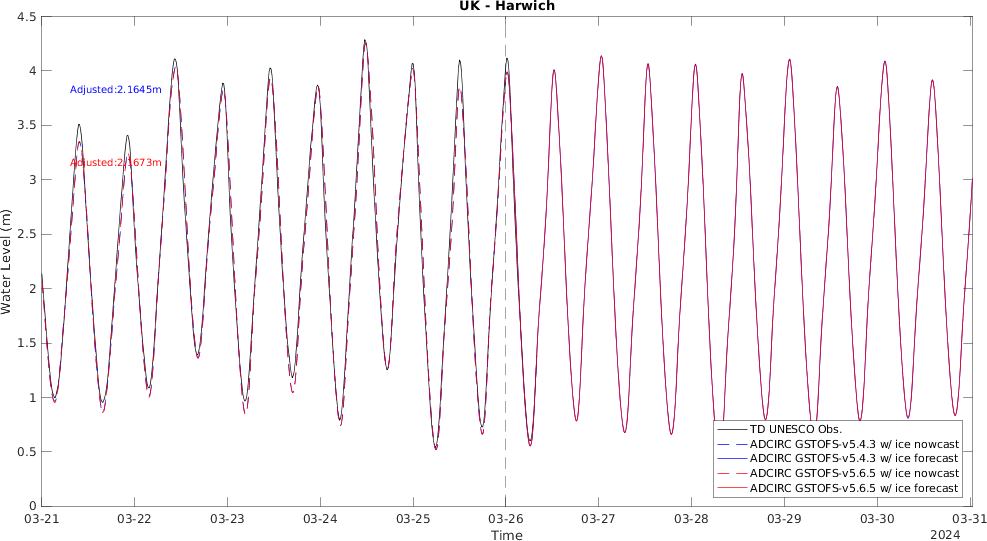 UK - Harwich
4.5
4
3.5
3
2.5
2
1.5
1
0.5
0
Water Level (m)
Adjusted:2.1645m
Adjusted:2.1673m
TD UNESCO Obs.
ADCIRC GSTOFS-v5.4.3 w/ ice nowcast
ADCIRC GSTOFS-v5.4.3 w/ ice forecast
ADCIRC GSTOFS-v5.6.5 w/ ice nowcast
ADCIRC GSTOFS-v5.6.5 w/ ice forecast
03-21 03-22 03-23 03-24 03-25 03-26 03-27 03-28 03-29 03-30 03-31
Time
2024